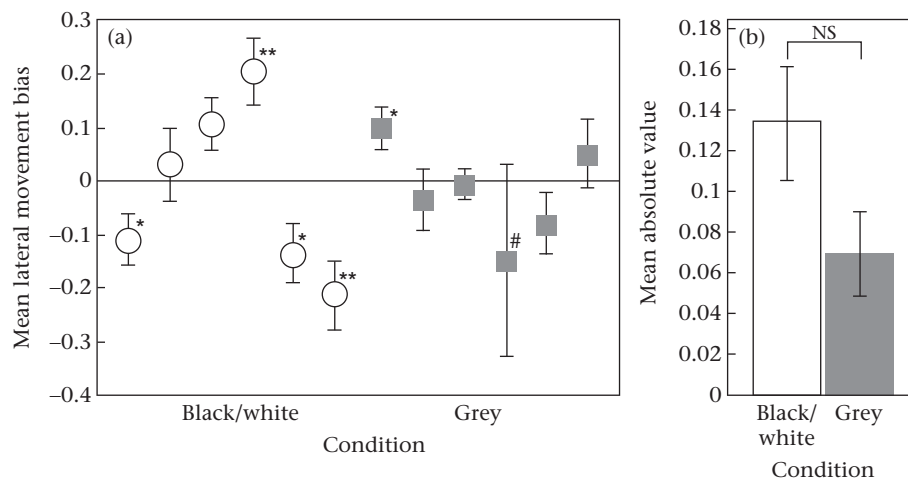 (a)
Mean lateral movement bias
0.3
0.2
0.1
0
–0.1
–0.2
–0.3
–0.4
*
**
*
**
*
#
Black/white
Grey
Condition
(b)
NS
Mean absolute value
0.18
0.16
0.14
0.12
0.1
0.08
0.06
0.04
0.02
0
Black/
white
Grey
Condition